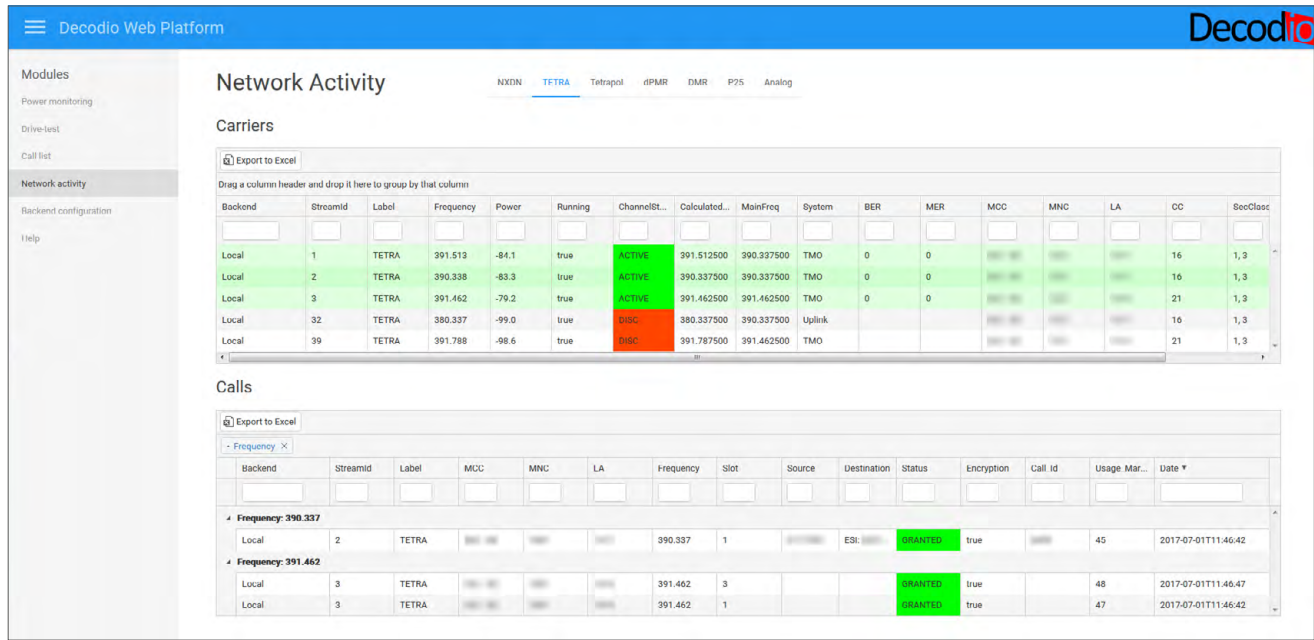 Decodio Web Platform
Decodio
Modules
Power monitoring
Drive-test
Call list
Network activity
Backend configuration
Help
Network Activity
NXDN TETRA Tetrapol dPMR DMR P25 Analog
Carriers
Export to Excel
Drag a column header and drop it here to group by that column
Backend StreamId Label Frequency Power Running ChannelSt... Calculated... MainFreq System BER MER MCC MNC LA CC SecClass
Local 1 TETRA 391.513 -84.1 true ACTIVE 391.512500 390.337500 TMO 0 0 16 1, 3
Local 2 TETRA 390.338 -83.3 true ACTIVE 390.337500 390.337500 TMO 0 0 16 1, 3
Local 3 TETRA 391.462 -79.2 true ACTIVE 391.462500 391.462500 TMO 0 0 21 1, 3
Local 32 TETRA 380.337 -99.0 true DISC 380.337500 390.337500 Uplink 16 1, 3
Local 39 TETRA 391.788 -98.6 true DISC 391.787500 391.462500 TMO 21 1, 3
Calls
Export to Excel
Frequency ×
Backend StreamId Label MCC MNC LA Frequency Slot Source Destination Status Encryption Call Id Usage Mar... Date ▼
Frequency: 390.337
Local 2 TETRA 390.337 1 ESI: GRANTED true 45 2017-07-01T11:46:42
Frequency: 391.462
Local 3 TETRA 391.462 3 GRANTED true 48 2017-07-01T11:46:47
Local 3 TETRA 391.462 1 GRANTED true 47 2017-07-01T11:46:42